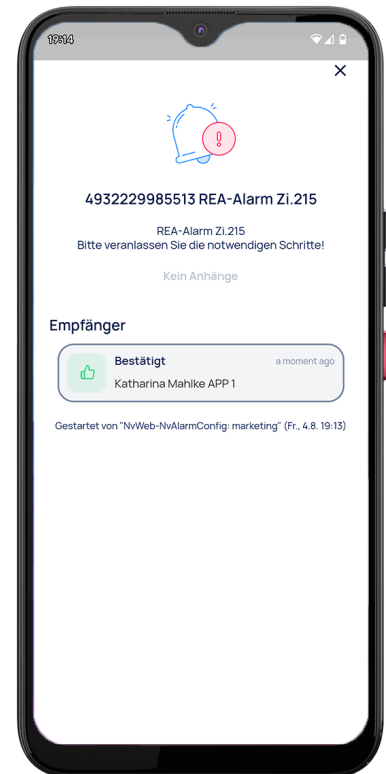 19:14
4932229985513 REA-Alarm Zi.215
REA-Alarm Zi.215
Bitte veranlassen Sie die notwendigen Schritte!
Kein Anhänge
Empfänger
Bestätigt
a moment ago
Katharina Mahlke APP 1
Gestartet von "NvWeb-NvAlarmConfig: marketing" (Fr., 4.8. 19:13)